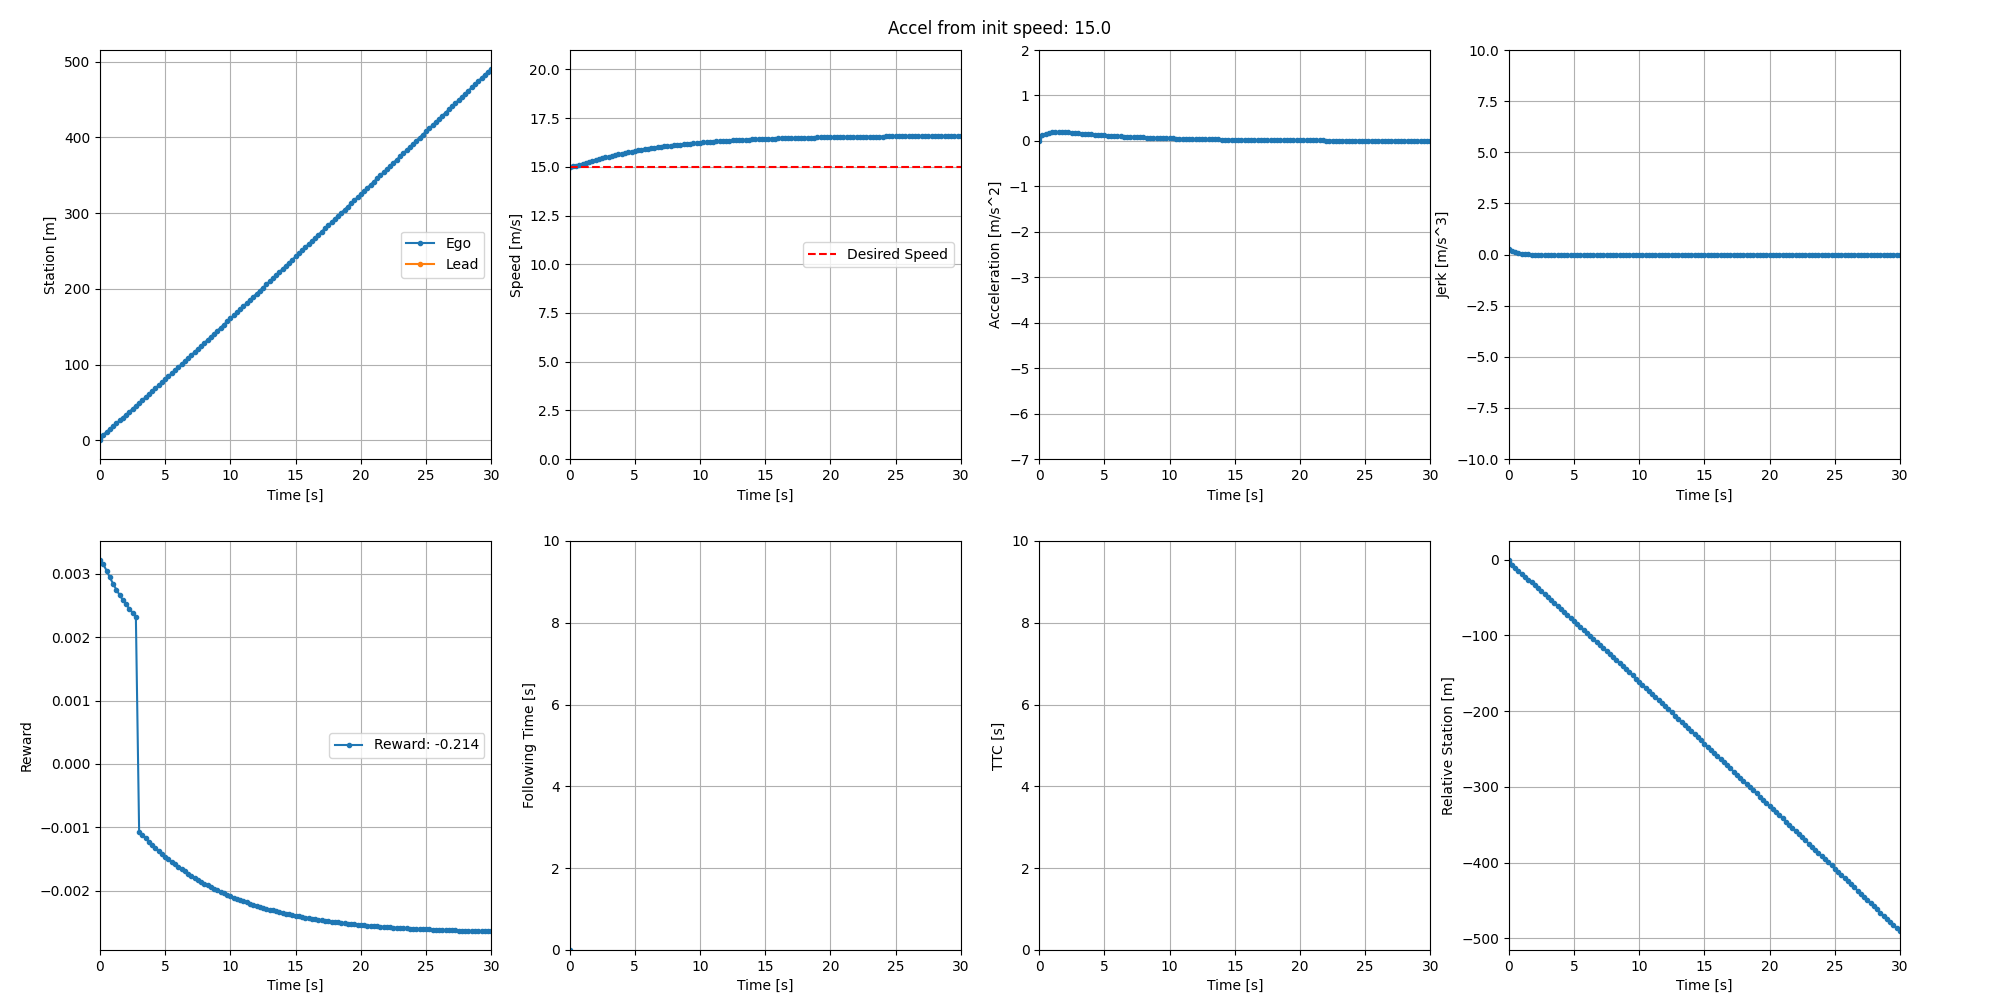 Accel from init speed: 15.0
Station [m]
500
400
300
200
100
0
0 5 10 15 20 25 30
Time [s]
Ego
Lead
Speed [m/s]
20.0
17.5
15.0
12.5
10.0
7.5
5.0
2.5
0.0
0 5 10 15 20 25 30
Time [s]
Desired Speed
Acceleration [m/s^2]
2
1
0
−1
−2
−3
−4
−5
−6
−7
0 5 10 15 20 25 30
Time [s]
Jerk [m/s^3]
10.0
7.5
5.0
2.5
0.0
−2.5
−5.0
−7.5
−10.0
0 5 10 15 20 25 30
Time [s]
Reward
0.003
0.002
0.001
0.000
−0.001
−0.002
0 5 10 15 20 25 30
Time [s]
Reward: -0.214
Following Time [s]
10
8
6
4
2
0
0 5 10 15 20 25 30
Time [s]
TTC [s]
10
8
6
4
2
0
0 5 10 15 20 25 30
Time [s]
Relative Station [m]
0
−100
−200
−300
−400
−500
0 5 10 15 20 25 30
Time [s]